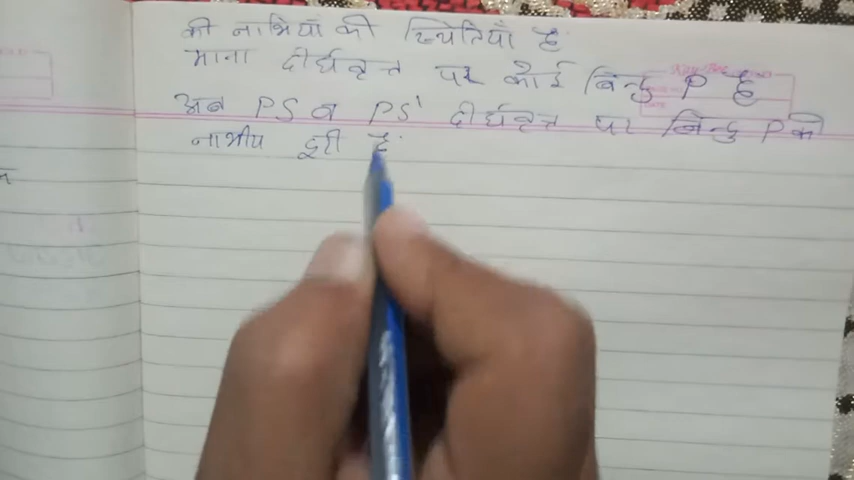 की नाभियाँ की स्थितियाँ है
माना दीर्घवृत्त पर कोई बिन्दु P है
अब PS व PS' दीर्घवृत्त पर बिन्दु P की
नाभीय दूरी है